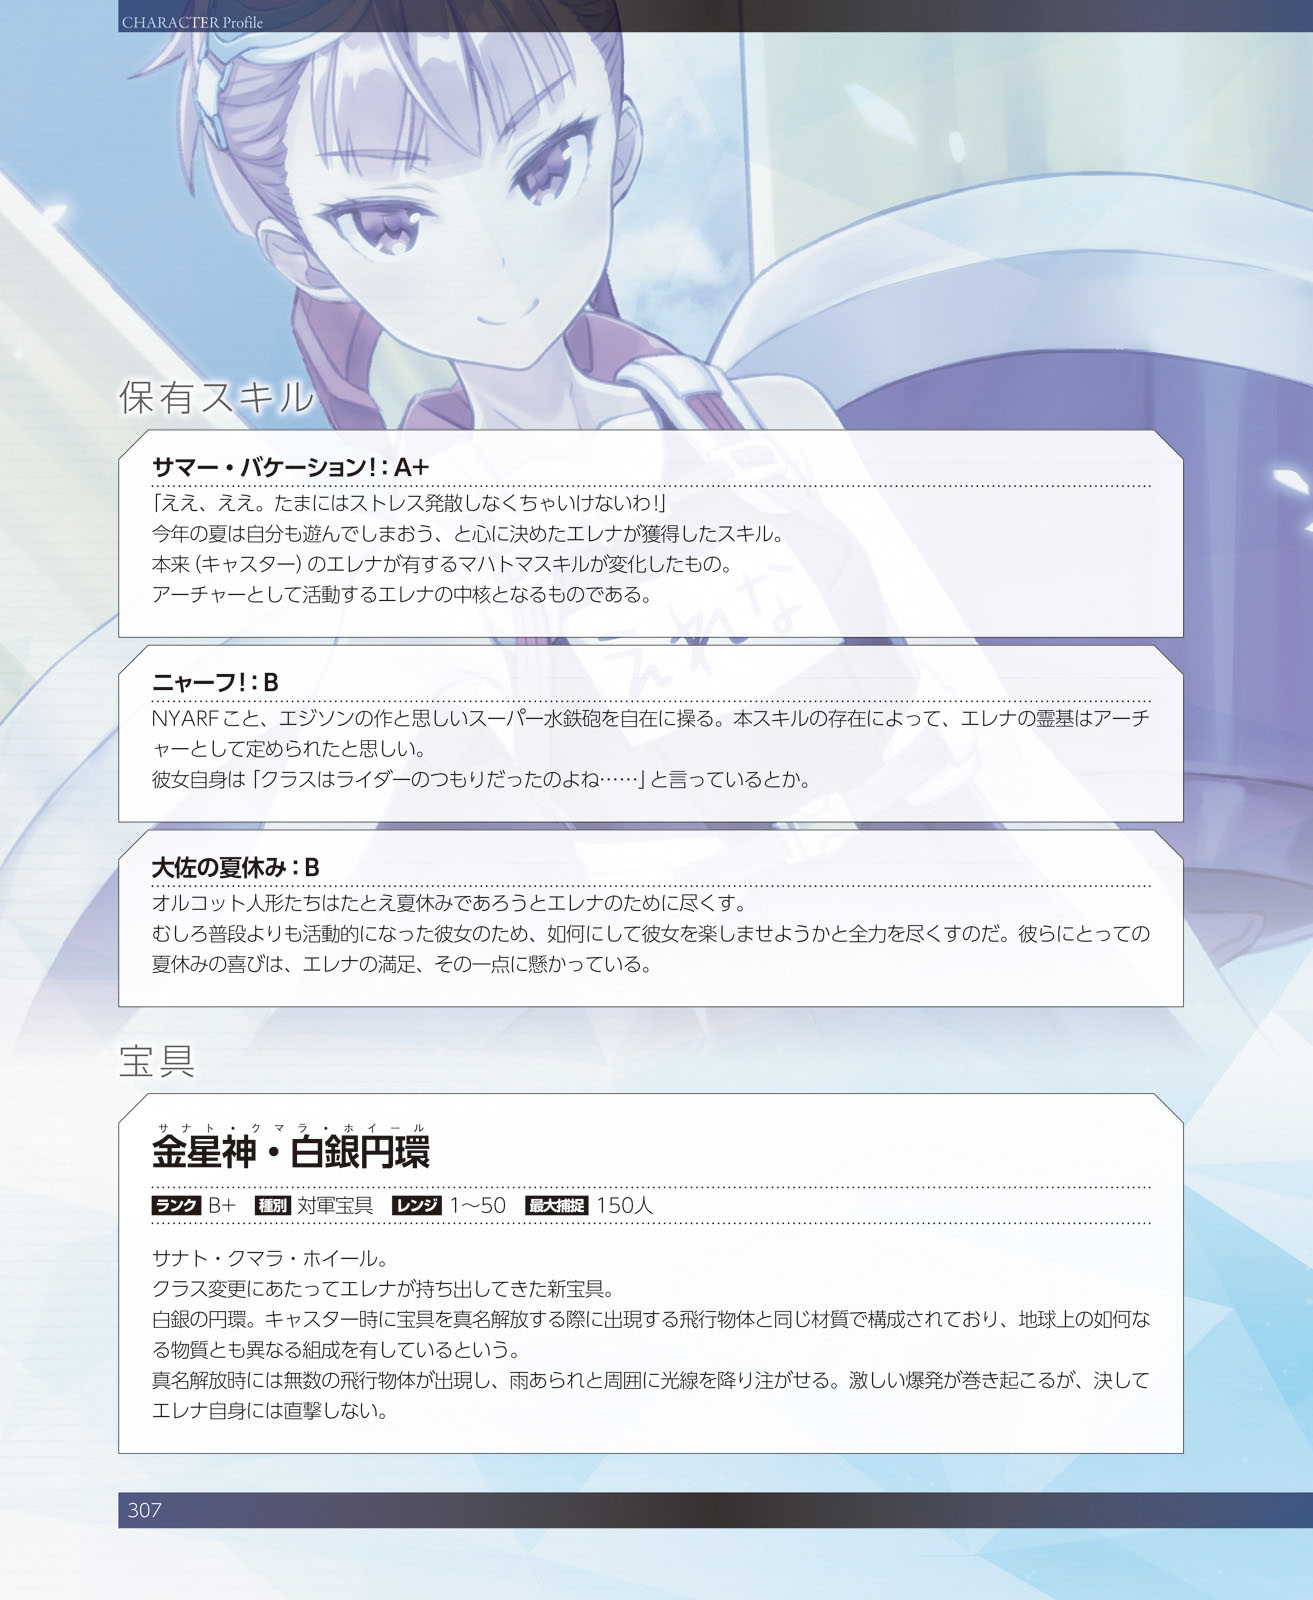 CHARACTER Profile
保有スキル
サマー・バケーション!：A+
「ええ、ええ。たまにはストレス発散しなくちゃいけないわ!」
今年の夏は自分も遊んでしまおう、と心に決めたエレナが獲得したスキル。
本来（キャスター）のエレナが有するマハトマスキルが変化したもの。
アーチャーとして活動するエレナの中核となるものである。
えれな
ニャーフ!：B
NYARFこと、エジソンの作と思しいスーパー水鉄砲を自在に操る。本スキルの存在によって、エレナの霊基はアーチ
ャーとして定められたと思しい。
彼女自身は「クラスはライダーのつもりだったのよね……」と言っているとか。
大佐の夏休み：B
オルコット人形たちはたとえ夏休みであろうとエレナのために尽くす。
むしろ普段よりも活動的になった彼女のため、如何にして彼女を楽しませようかと全力を尽くすのだ。彼らにとっての
夏休みの喜びは、エレナの満足、その一点に懸かっている。
宝具
サナト・クマラ・ホイール
金星神・白銀円環
ランク B+ 種別 対軍宝具 レンジ 1〜50 最大捕捉 150人
サナト・クマラ・ホイール。
クラス変更にあたってエレナが持ち出してきた新宝具。
白銀の円環。キャスター時に宝具を真名解放する際に出現する飛行物体と同じ材質で構成されており、地球上の如何な
る物質とも異なる組成を有しているという。
真名解放時には無数の飛行物体が出現し、雨あられと周囲に光線を降り注がせる。激しい爆発が巻き起こるが、決して
エレナ自身には直撃しない。
307